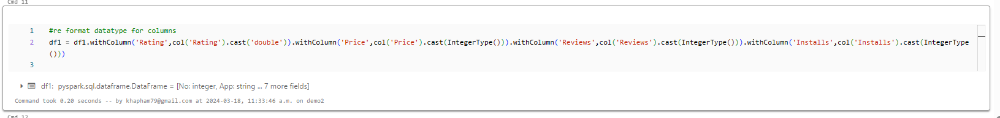 Cmd 11
1 #re format datatype for columns
2 df1 = df1.withColumn('Rating',col('Rating').cast('double')).withColumn('Price',col('Price').cast(IntegerType())).withColumn('Reviews',col('Reviews').cast(IntegerType())).withColumn('Installs',col('Installs').cast(IntegerType
()))
3
df1: pyspark.sql.dataframe.DataFrame = [No: integer, App: string ... 7 more fields]
Command took 0.20 seconds -- by khapham79@gmail.com at 2024-03-18, 11:33:46 a.m. on demo2
Cmd 12